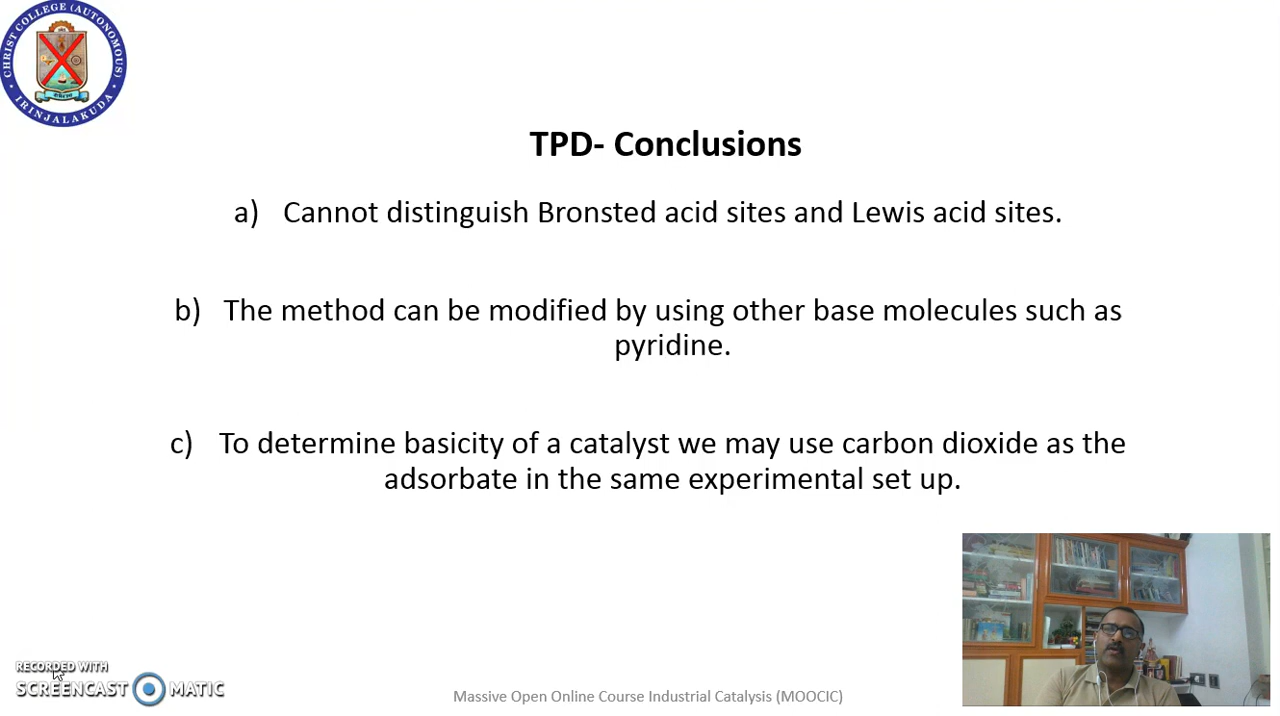 CHRIST COLLEGE (AUTONOMOUS)
IRINJALAKUDA
TPD- Conclusions
a) Cannot distinguish Bronsted acid sites and Lewis acid sites.
b) The method can be modified by using other base molecules such as
pyridine.
c) To determine basicity of a catalyst we may use carbon dioxide as the
adsorbate in the same experimental set up.
RECORDED WITH
SCREENCAST MATIC
Massive Open Online Course Industrial Catalysis (MOOCIC)